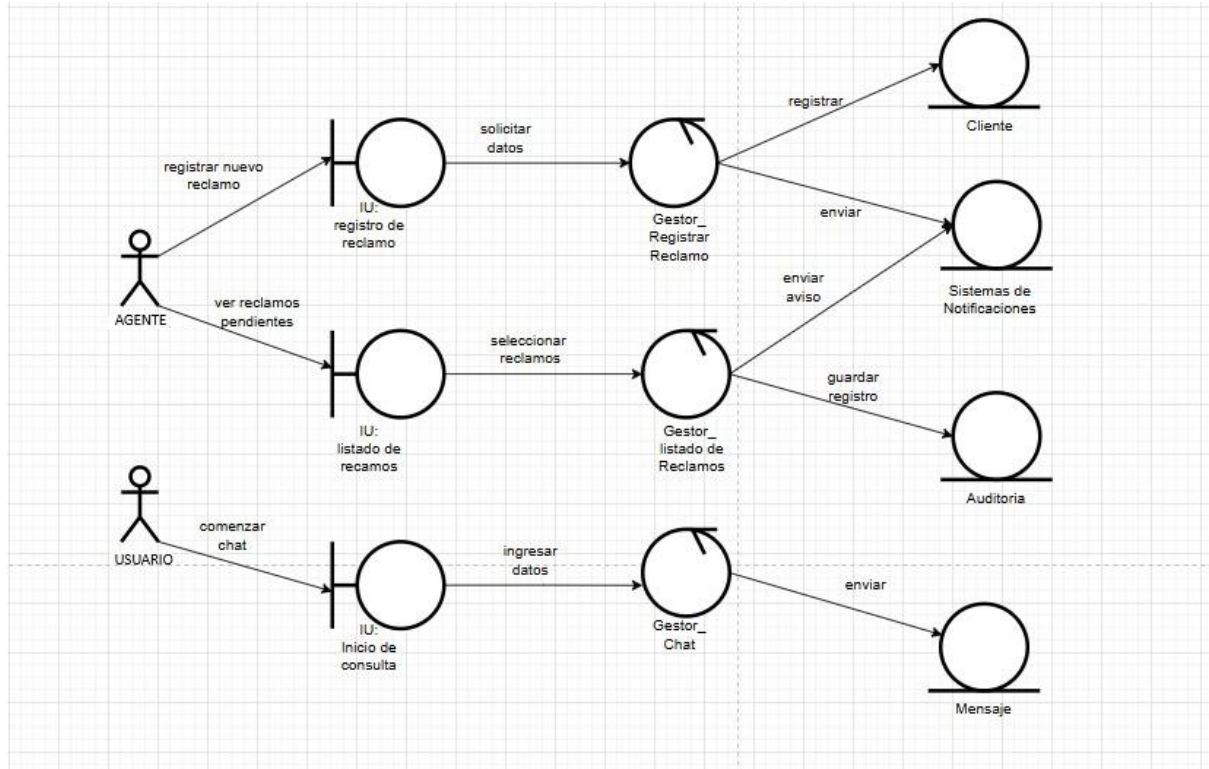 registrar
Cliente
solicitar
datos
registrar nuevo
reclamo
IU:
registro de
reclamo
Gestor_
Registrar
Reclamo
enviar
AGENTE
ver reclamos
pendientes
enviar
aviso
Sistemas de
Notificaciones
seleccionar
reclamos
guardar
registro
IU:
listado de
recamos
Gestor_
listado de
Reclamos
Auditoria
USUARIO
comenzar
chat
ingresar
datos
enviar
IU:
Inicio de
consulta
Gestor_
Chat
Mensaje